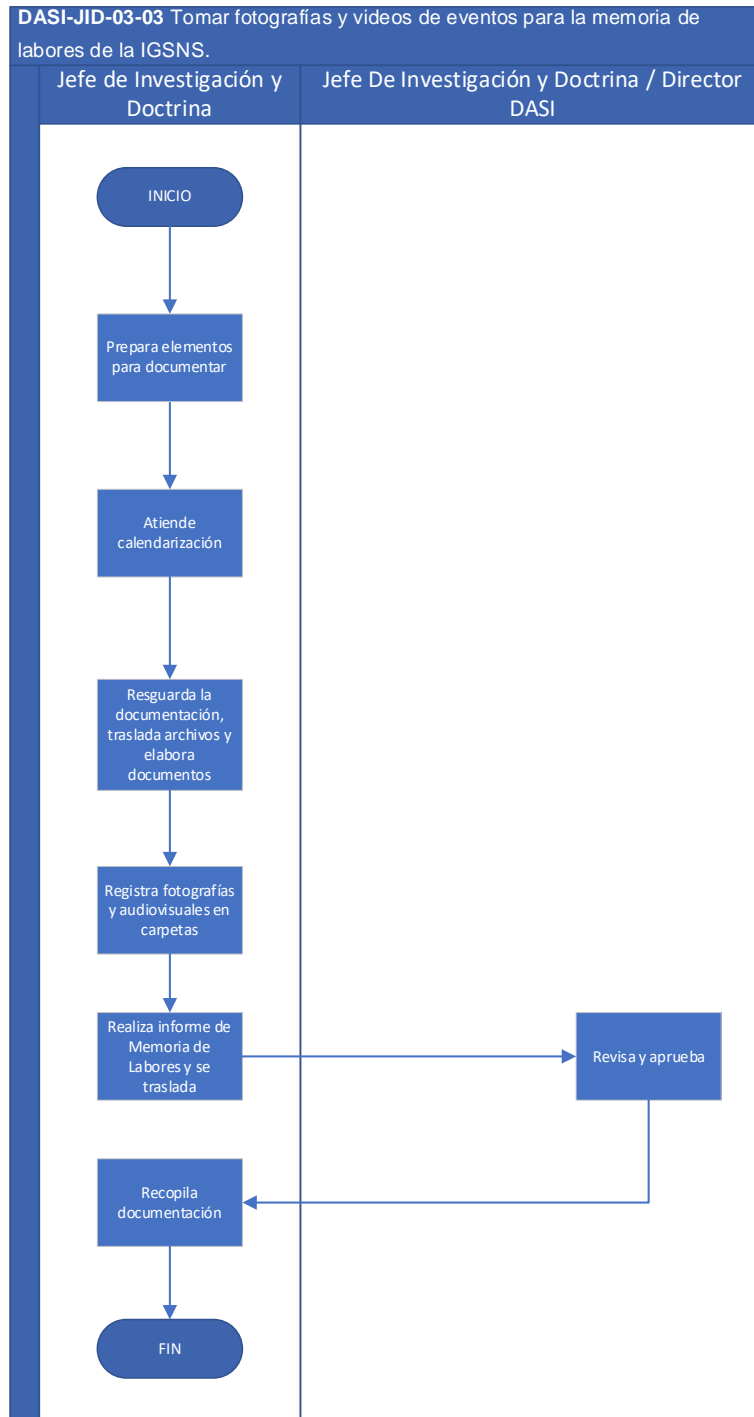 DASI-JID-03-03 Tomar fotografías y videos de eventos para la memoria de
labores de la IGSNS.
Jefe de Investigación y
Doctrina
Jefe De Investigación y Doctrina / Director
DASI
INICIO
Prepara elementos
para documentar
Atiende
calendarización
Resguarda la
documentación,
traslada archivos y
elabora
documentos
Registra fotografías
y audiovisuales en
carpetas
Realiza informe de
Memoria de
Labores y se
traslada
Revisa y aprueba
Recopila
documentación
FIN